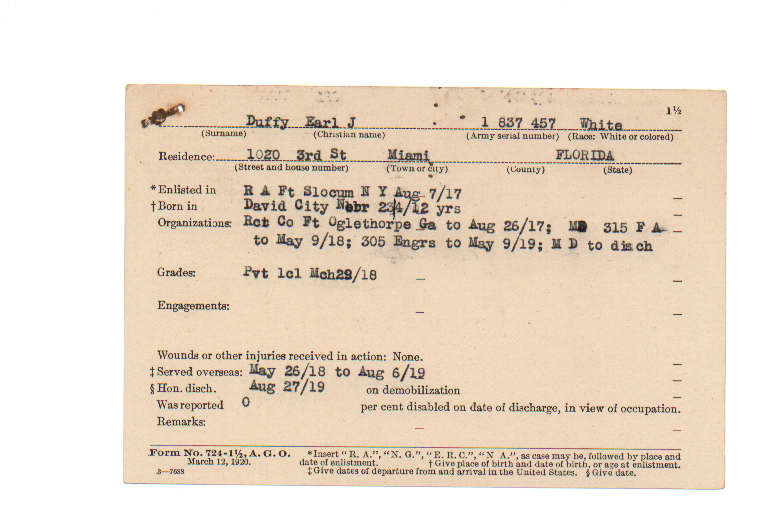 1½
Duffy Earl J 1 837 457 White
(Surname) (Christian name) (Army serial number) (Race: White or colored)
Residence: 1020 3rd St Miami FLORIDA
(Street and house number) (Town or city) (County) (State)
*Enlisted in R A Ft Slocum N Y Aug 7/17
†Born in David City Nebr 23 4/12 yrs
Organizations: Rct Co Ft Oglethorpe Ga to Aug 26/17; MD 315 F A
to May 9/18; 305 Engrs to May 9/19; M D to disch
Grades: Pvt 1cl Mch 29/18 —
Engagements: —
Wounds or other injuries received in action: None.
‡Served overseas: May 26/18 to Aug 6/19
§Hon. disch. Aug 27/19 on demobilization
Was reported 0 per cent disabled on date of discharge, in view of occupation.
Remarks: —
Form No. 724-1½, A. G. O. *Insert "R. A.", "N. G.", "E. R. C.", "N A.", as case may be, followed by place and
March 12, 1920. date of enlistment. †Give place of birth and date of birth, or age at enlistment.
3—7688 ‡Give dates of departure from and arrival in the United States. §Give date.